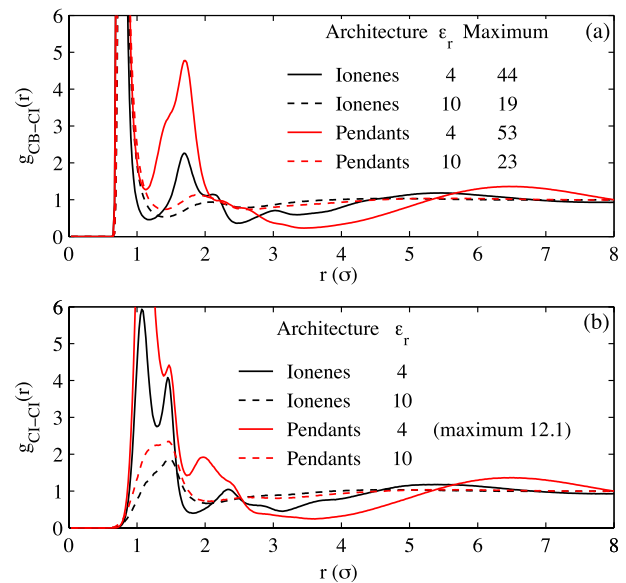 (a)
Architecture ε_r Maximum
Ionenes 4 44
Ionenes 10 19
Pendants 4 53
Pendants 10 23
g_CB−CI(r)
6
5
4
3
2
1
0
0 1 2 3 4 5 6 7 8
r (σ)
(b)
Architecture ε_r
Ionenes 4
Ionenes 10
Pendants 4 (maximum 12.1)
Pendants 10
g_CI−CI(r)
6
5
4
3
2
1
0
0 1 2 3 4 5 6 7 8
r (σ)